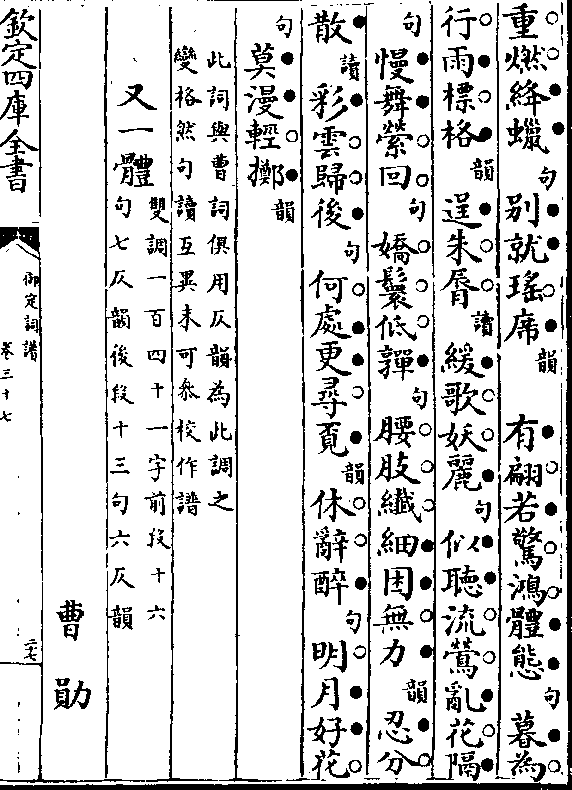 重燃絳蠟句別就瑤席韻有翩若驚鴻體態句暮為
行雨標格韻逞朱脣讀緩歌妖麗句似聽流鶯亂花隔
句慢舞縈回句嬌鬟低嚲句腰肢纖細困無力韻忍分
散讀彩雲歸後句何處更尋覓韻休辭醉句明月好花
句莫漫輕擲韻
此詞與曹詞俱用仄韻為此調之
變格然句讀互異未可叅校作譜
又一體
雙調一百四十一字前段十六
句七仄韻後段十三句六仄韻
曹勛
欽定四庫全書
御定詞譜
卷三十七
二七